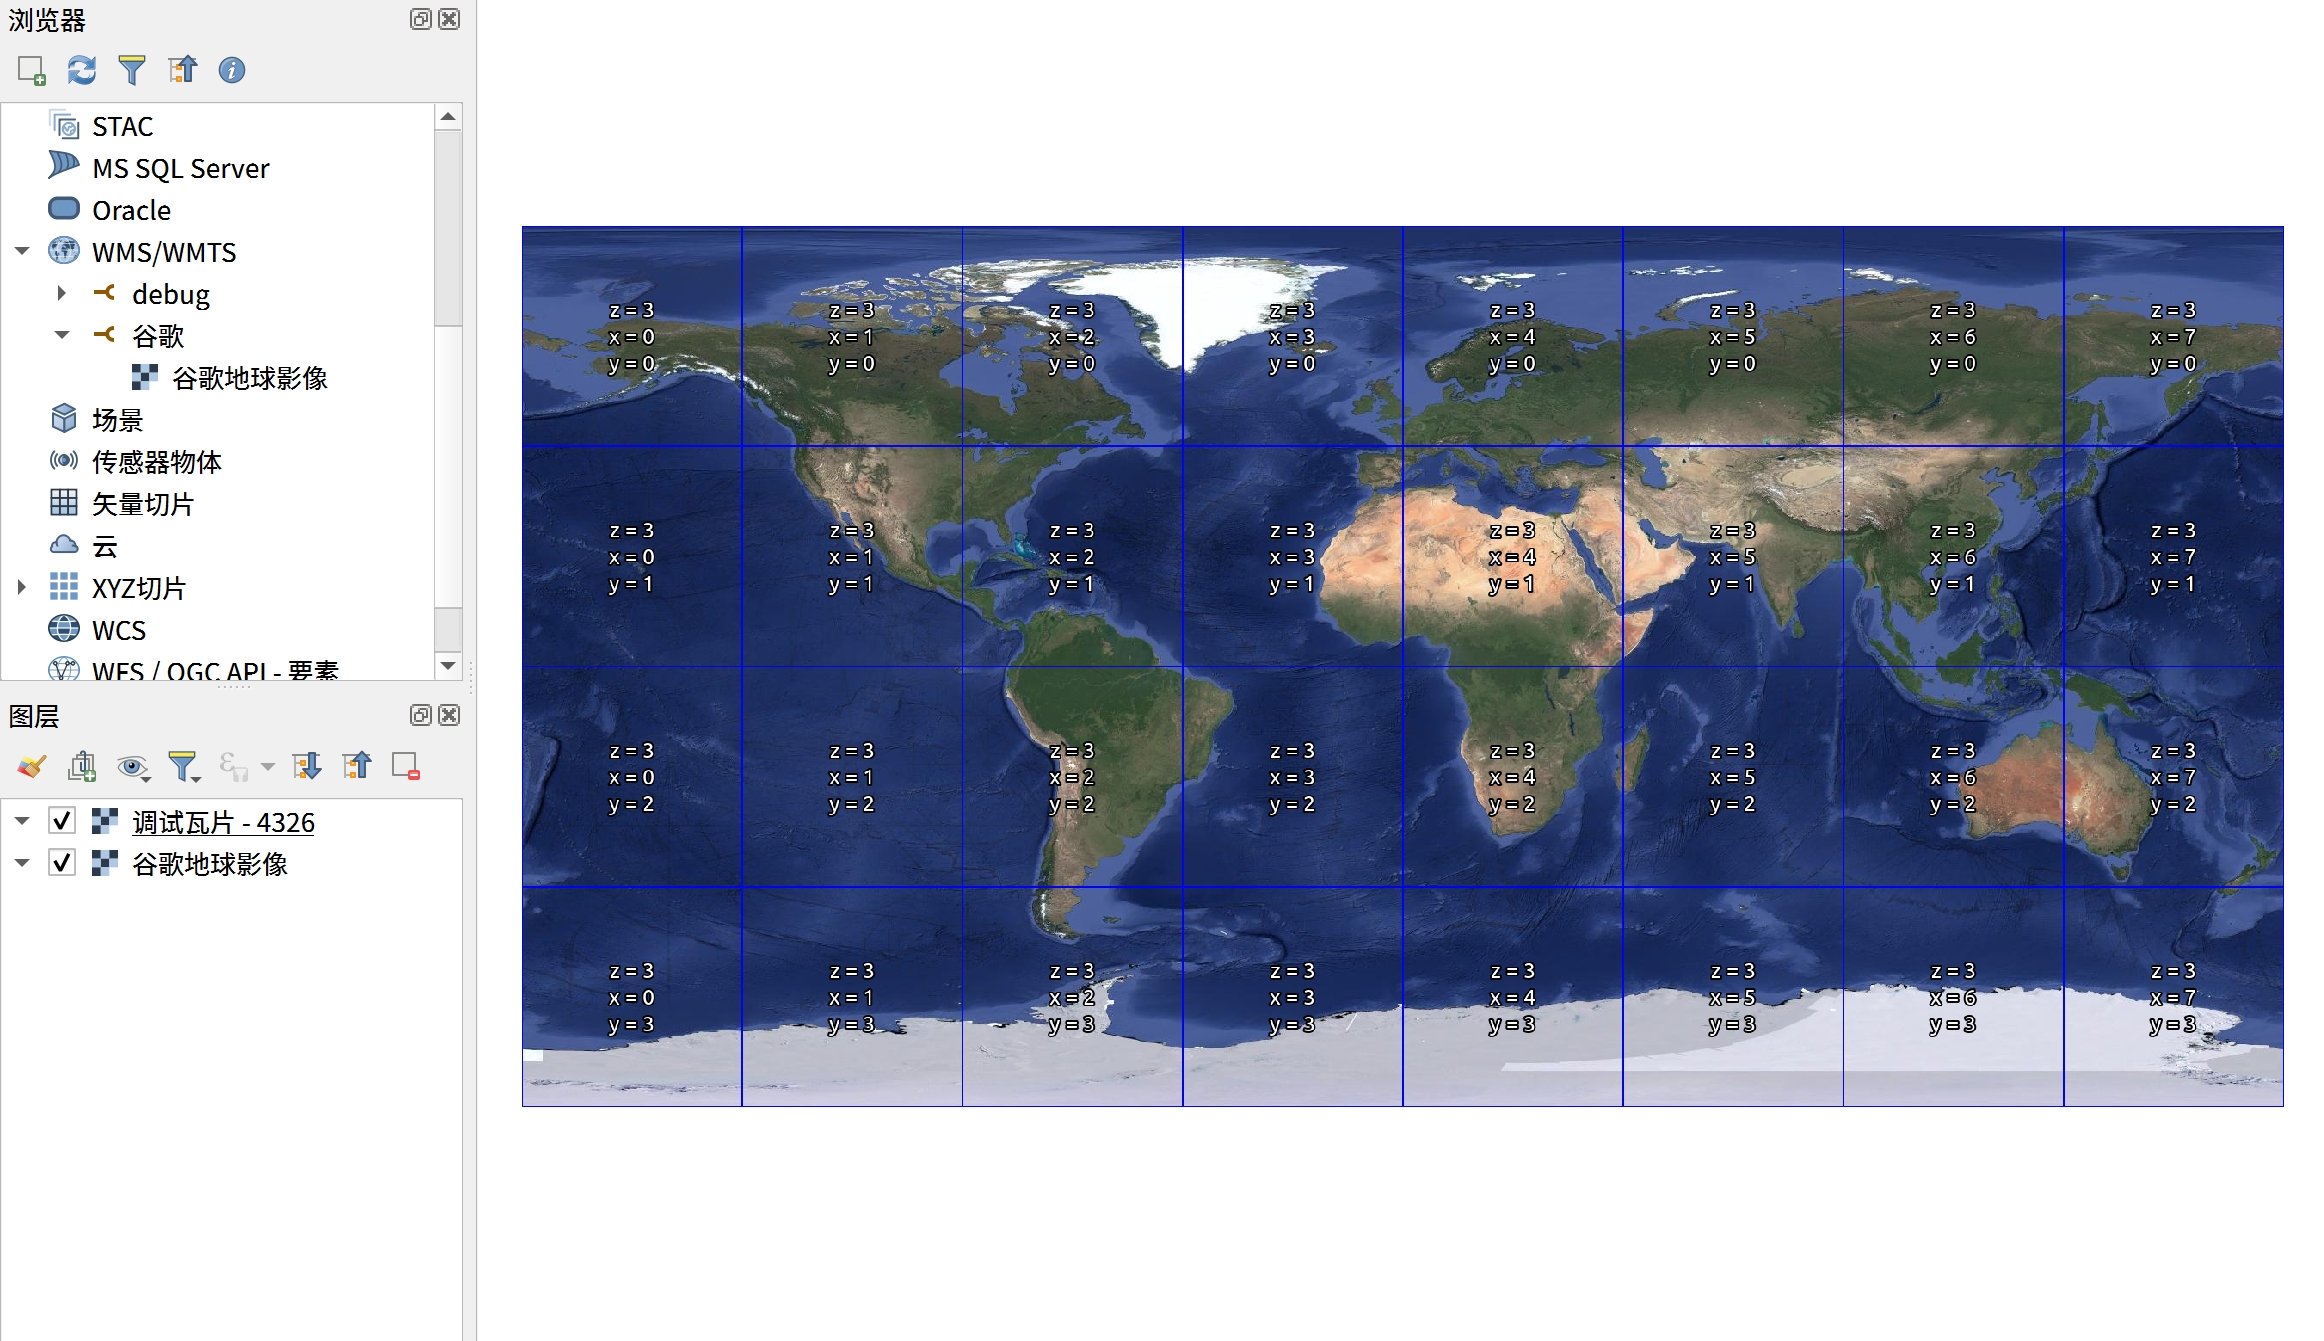 浏览器
STAC
MS SQL Server
Oracle
WMS/WMTS
debug
谷歌
谷歌地球影像
场景
传感器物体
矢量切片
云
XYZ切片
WCS
WFS / OGC API - 要素
图层
调试瓦片 - 4326
谷歌地球影像
z = 3
x = 0
y = 0
z = 3
x = 1
y = 0
z = 3
x = 2
y = 0
z = 3
x = 3
y = 0
z = 3
x = 4
y = 0
z = 3
x = 5
y = 0
z = 3
x = 6
y = 0
z = 3
x = 7
y = 0
z = 3
x = 0
y = 1
z = 3
x = 1
y = 1
z = 3
x = 2
y = 1
z = 3
x = 3
y = 1
z = 3
x = 4
y = 1
z = 3
x = 5
y = 1
z = 3
x = 6
y = 1
z = 3
x = 7
y = 1
z = 3
x = 0
y = 2
z = 3
x = 1
y = 2
z = 3
x = 2
y = 2
z = 3
x = 3
y = 2
z = 3
x = 4
y = 2
z = 3
x = 5
y = 2
z = 3
x = 6
y = 2
z = 3
x = 7
y = 2
z = 3
x = 0
y = 3
z = 3
x = 1
y = 3
z = 3
x = 2
y = 3
z = 3
x = 3
y = 3
z = 3
x = 4
y = 3
z = 3
x = 5
y = 3
z = 3
x = 6
y = 3
z = 3
x = 7
y = 3